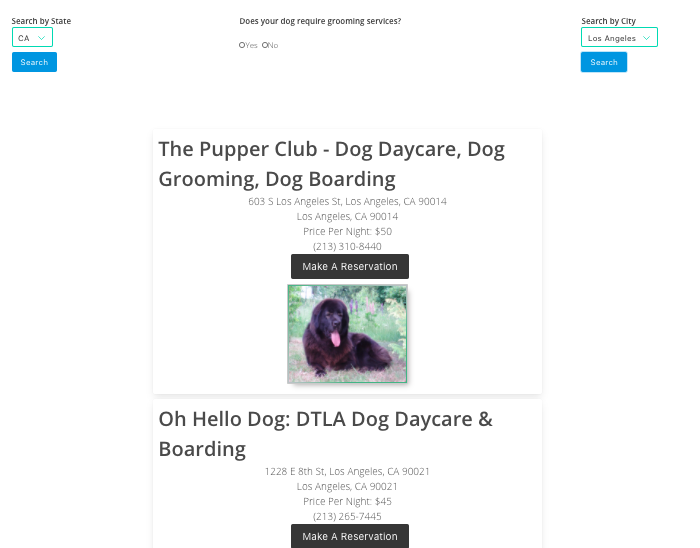 Search by State
Does your dog require grooming services?
Search by City
CA
Yes No
Los Angeles
Search
Search
The Pupper Club - Dog Daycare, Dog
Grooming, Dog Boarding
603 S Los Angeles St, Los Angeles, CA 90014
Los Angeles, CA 90014
Price Per Night: $50
(213) 310-8440
Make A Reservation
Oh Hello Dog: DTLA Dog Daycare &
Boarding
1228 E 8th St, Los Angeles, CA 90021
Los Angeles, CA 90021
Price Per Night: $45
(213) 265-7445
Make A Reservation